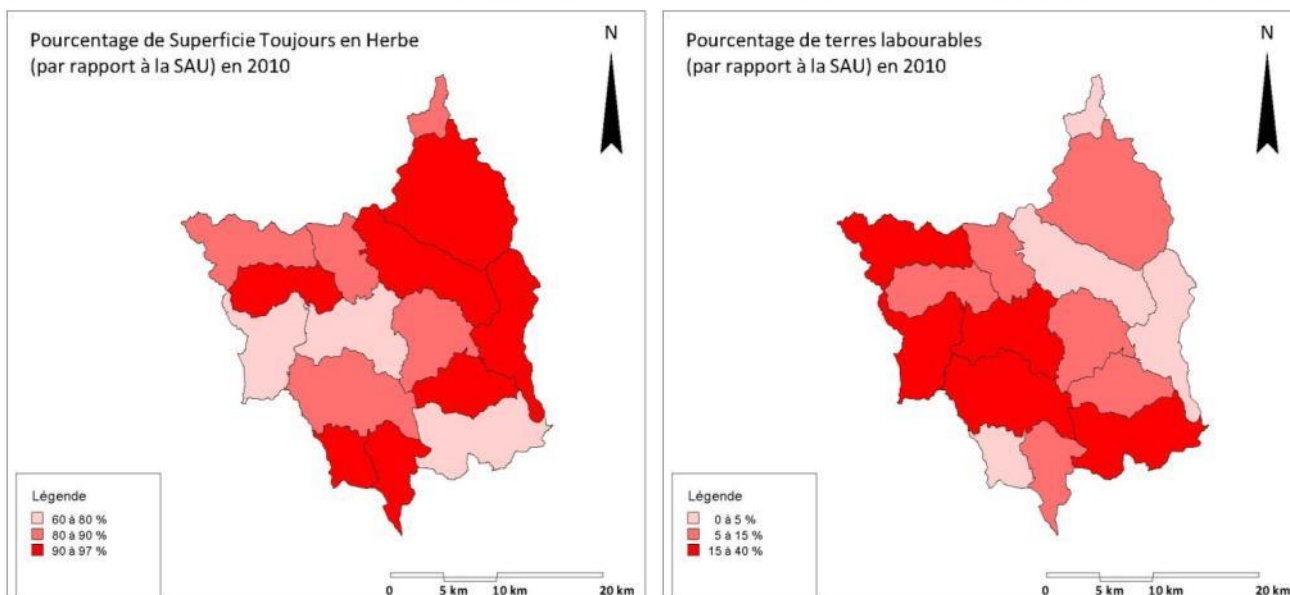 Pourcentage de Superficie Toujours en Herbe
(par rapport à la SAU) en 2010
N
Légende
60 à 80 %
80 à 90 %
90 à 97 %
0 5 km 10 km 20 km
Pourcentage de terres labourables
(par rapport à la SAU) en 2010
N
Légende
0 à 5 %
5 à 15 %
15 à 40 %
0 5 km 10 km 20 km